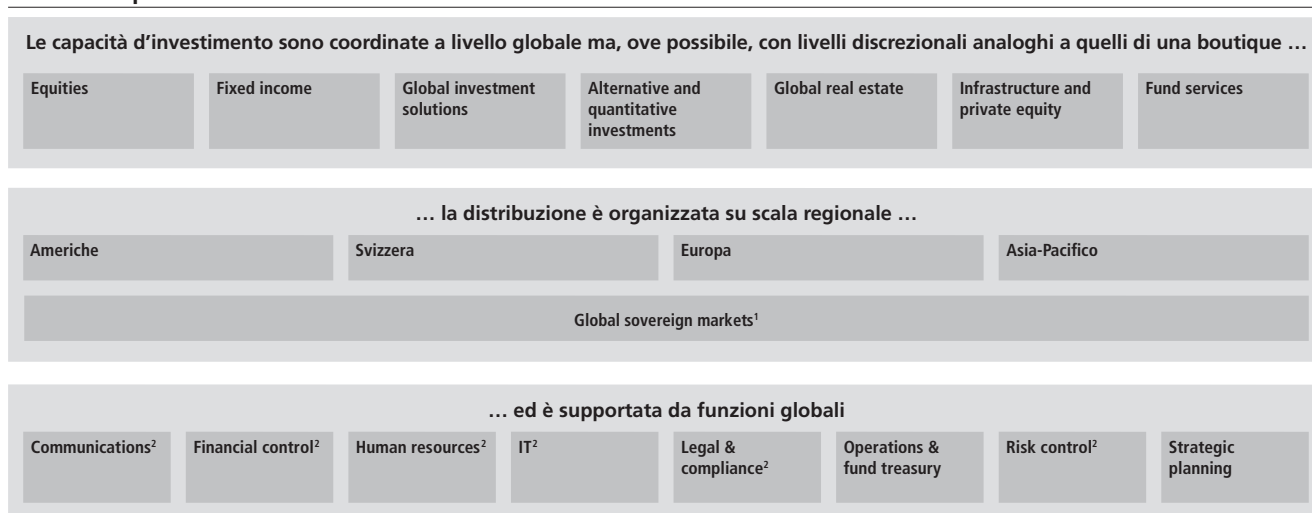 Le capacità d’investimento sono coordinate a livello globale ma, ove possibile, con livelli discrezionali analoghi a quelli di una boutique …
Equities
Fixed income
Global investment
solutions
Alternative and
quantitative
investments
Global real estate
Infrastructure and
private equity
Fund services
… la distribuzione è organizzata su scala regionale …
Americhe
Svizzera
Europa
Asia-Pacifico
Global sovereign markets¹
… ed è supportata da funzioni globali
Communications²
Financial control²
Human resources²
IT²
Legal &
compliance²
Operations &
fund treasury
Risk control²
Strategic
planning